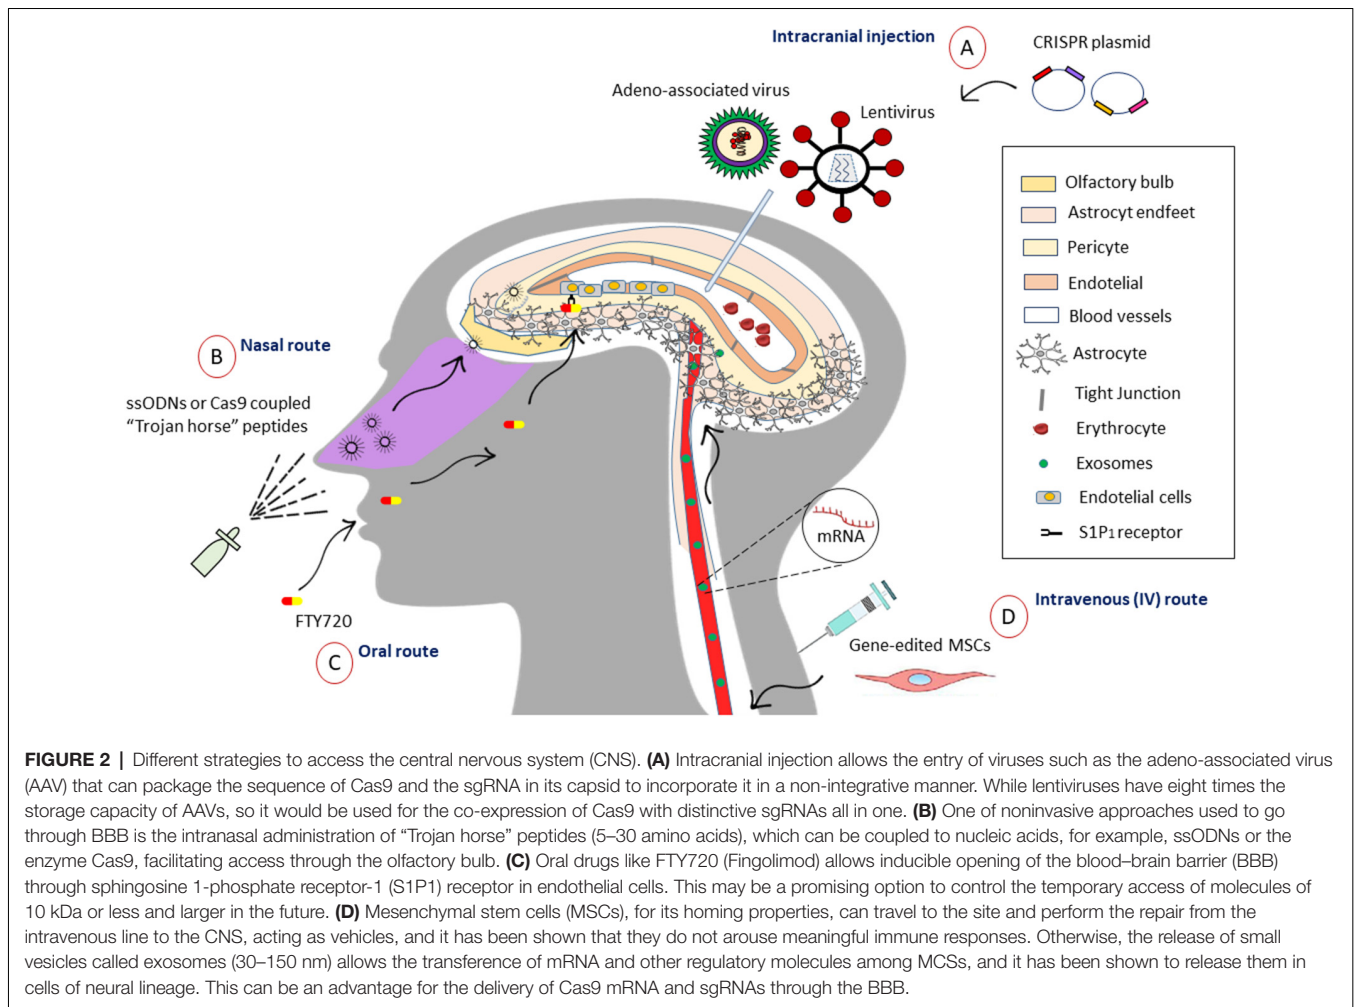 Intracranial injection
A
CRISPR plasmid
Adeno-associated virus
Lentivirus
Olfactory bulb
Astrocyt endfeet
Pericyte
Endotelial
Blood vessels
Astrocyte
Tight Junction
Erythrocyte
Exosomes
Endotelial cells
S1P1 receptor
B
Nasal route
ssODNs or Cas9 coupled
“Trojan horse” peptides
mRNA
FTY720
C
Oral route
D
Intravenous (IV) route
Gene-edited MSCs
FIGURE 2 | Different strategies to access the central nervous system (CNS). (A) Intracranial injection allows the entry of viruses such as the adeno-associated virus
(AAV) that can package the sequence of Cas9 and the sgRNA in its capsid to incorporate it in a non-integrative manner. While lentiviruses have eight times the
storage capacity of AAVs, so it would be used for the co-expression of Cas9 with distinctive sgRNAs all in one. (B) One of noninvasive approaches used to go
through BBB is the intranasal administration of “Trojan horse” peptides (5–30 amino acids), which can be coupled to nucleic acids, for example, ssODNs or the
enzyme Cas9, facilitating access through the olfactory bulb. (C) Oral drugs like FTY720 (Fingolimod) allows inducible opening of the blood–brain barrier (BBB)
through sphingosine 1-phosphate receptor-1 (S1P1) receptor in endothelial cells. This may be a promising option to control the temporary access of molecules of
10 kDa or less and larger in the future. (D) Mesenchymal stem cells (MSCs), for its homing properties, can travel to the site and perform the repair from the
intravenous line to the CNS, acting as vehicles, and it has been shown that they do not arouse meaningful immune responses. Otherwise, the release of small
vesicles called exosomes (30–150 nm) allows the transference of mRNA and other regulatory molecules among MCSs, and it has been shown to release them in
cells of neural lineage. This can be an advantage for the delivery of Cas9 mRNA and sgRNAs through the BBB.